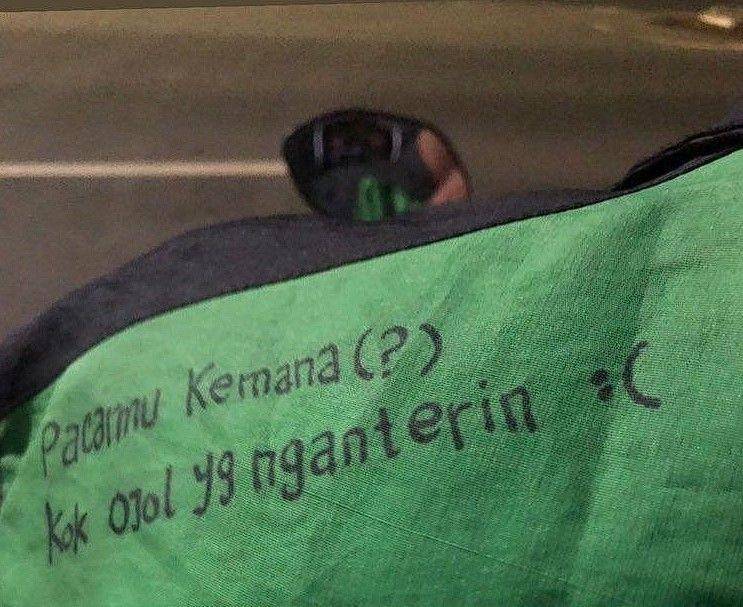 Pacarmu Kemana (?)
Kok Ojol yg nganterin :(